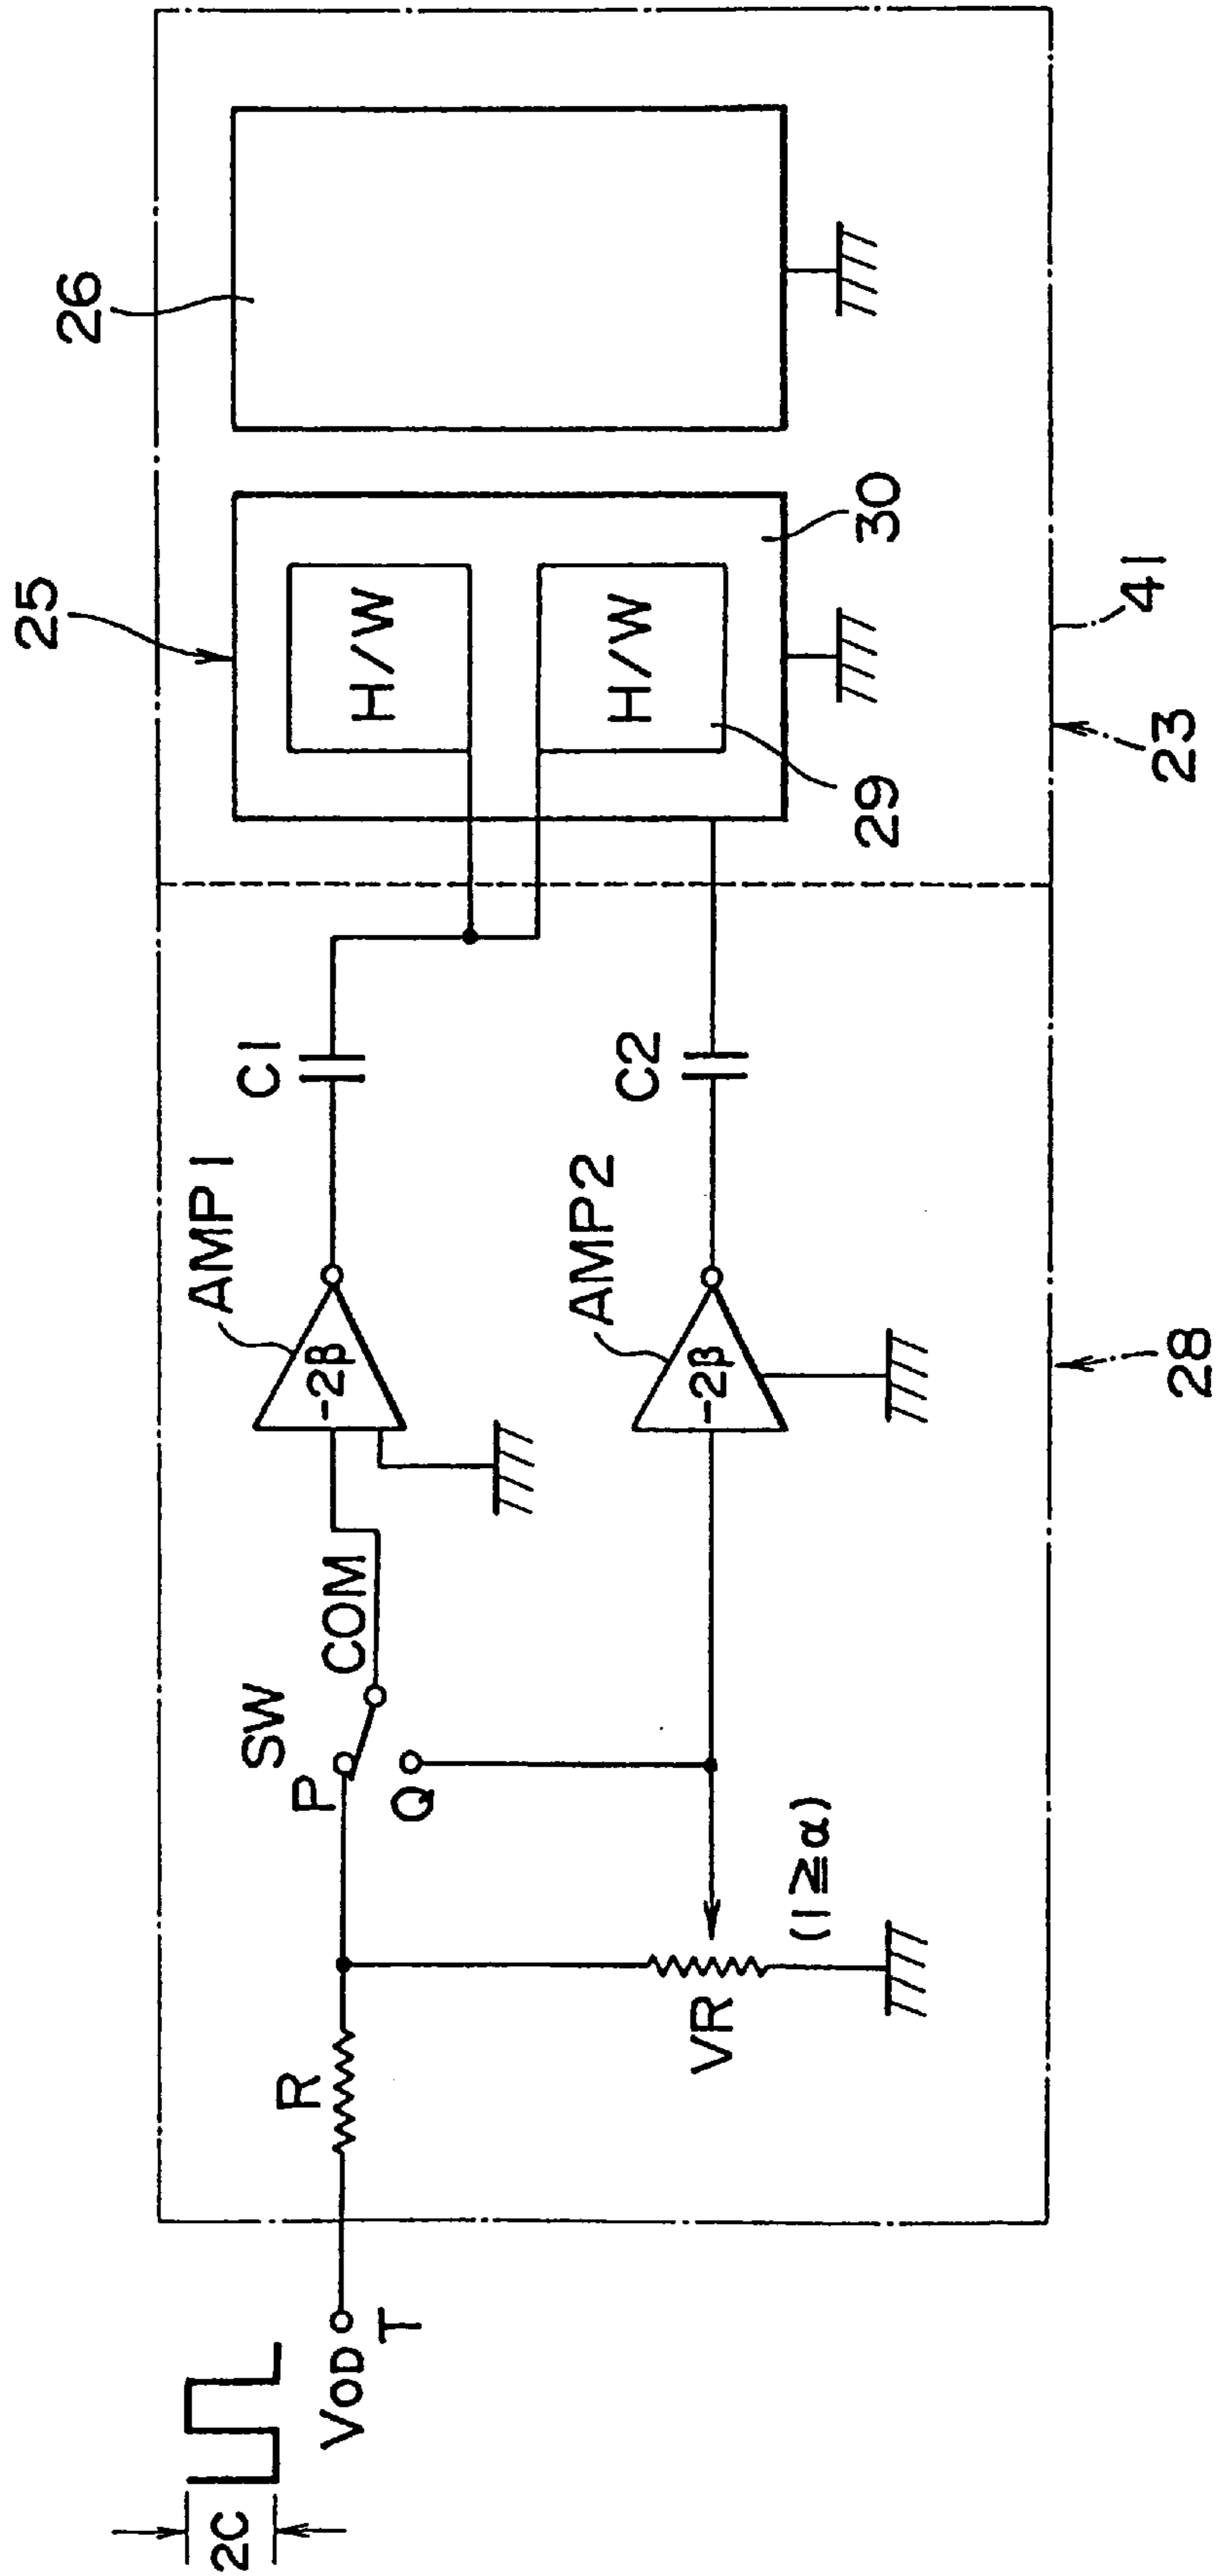 2C
VOD
T
R
VR
(1≧α)
P
Q
SW
COM
-2β
AMP1
-2β
AMP2
C1
C2
28
25
H/W
H/W
29
30
23
41
26